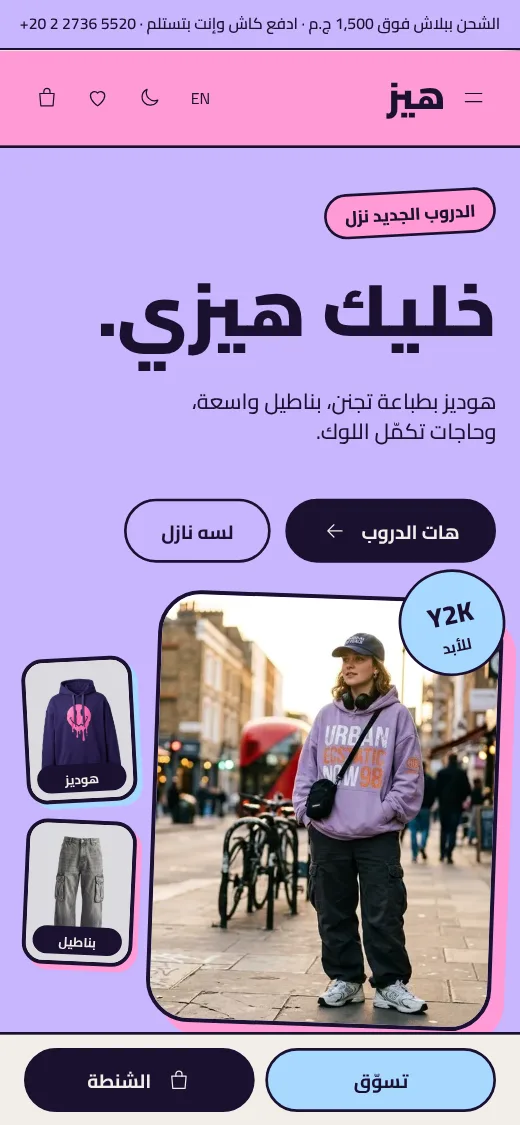 الشحن ببلاش فوق 1,500 ج.م · ادفع كاش وإنت بتستلم · 5520 2736 2 20+
هيز
EN
الدروب الجديد نزل
خليك هيزي.
هوديز بطباعة تجنن، بناطيل واسعة،
وحاجات تكمّل اللوك.
هات الدروب
لسه نازل
Y2K
للأبد
URBAN
ECSTATIC
NOW 98
هوديز
بناطيل
تسوّق
الشنطة